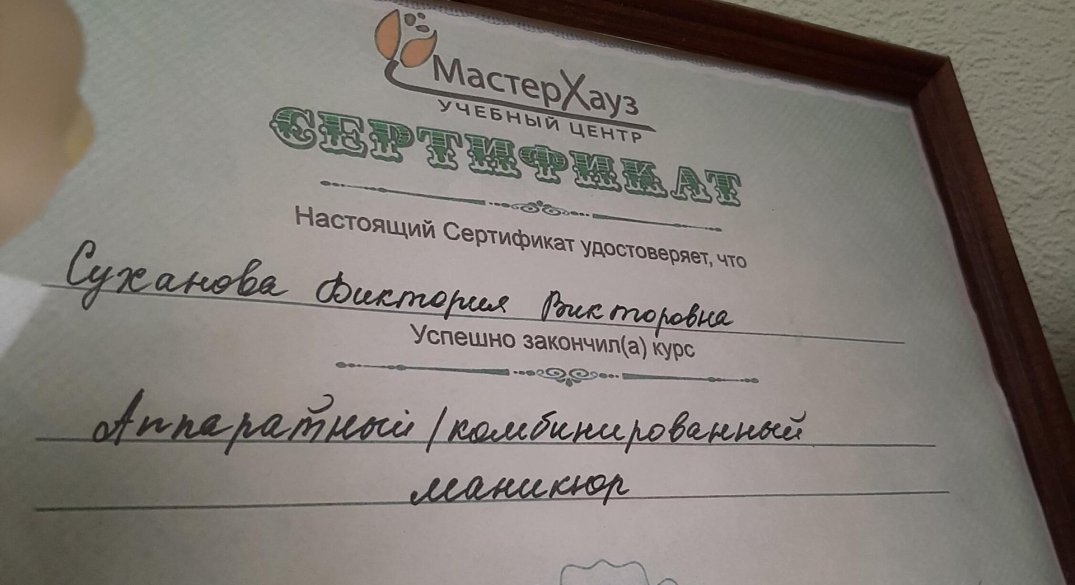 МастерХауз
УЧЕБНЫЙ ЦЕНТР
СЕРТИФИКАТ
Настоящий Сертификат удостоверяет, что
Суханова Виктория Викторовна
Успешно закончил(а) курс
Аппаратный/комбинированный
маникюр